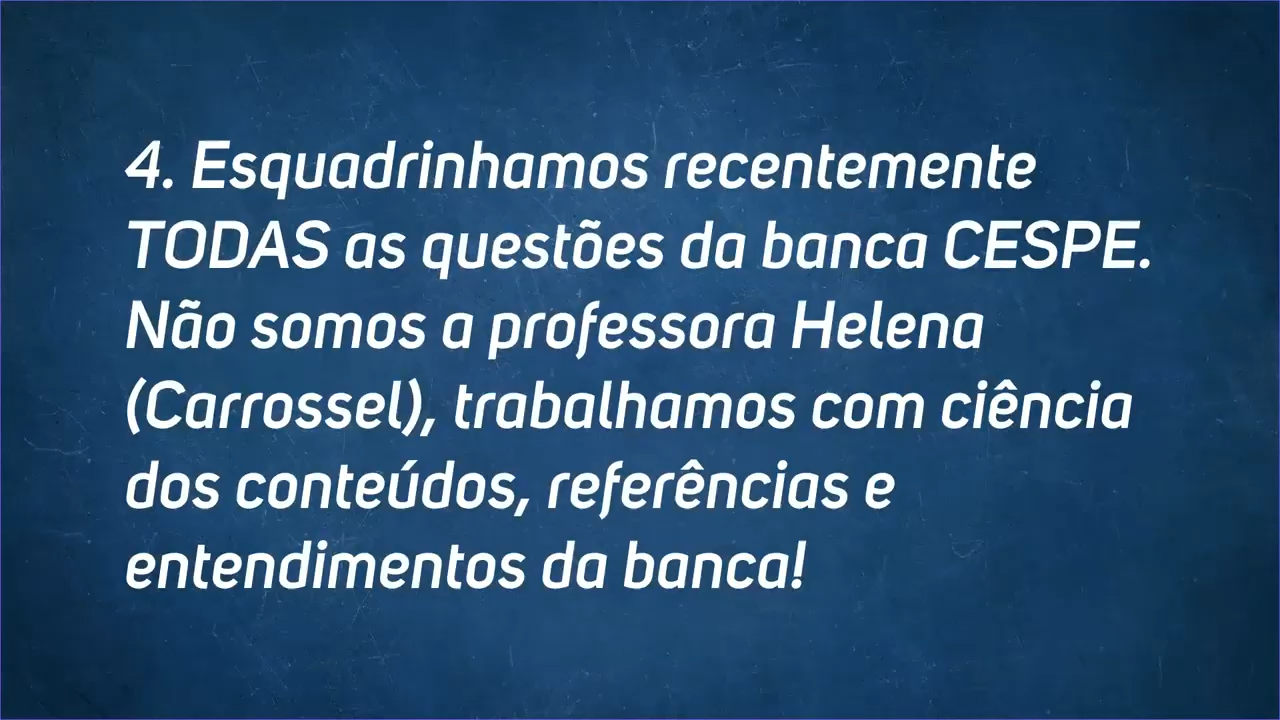 4. Esquadrinhamos recentemente
TODAS as questões da banca CESPE.
Não somos a professora Helena
(Carrossel), trabalhamos com ciência
dos conteúdos, referências e
entendimentos da banca!